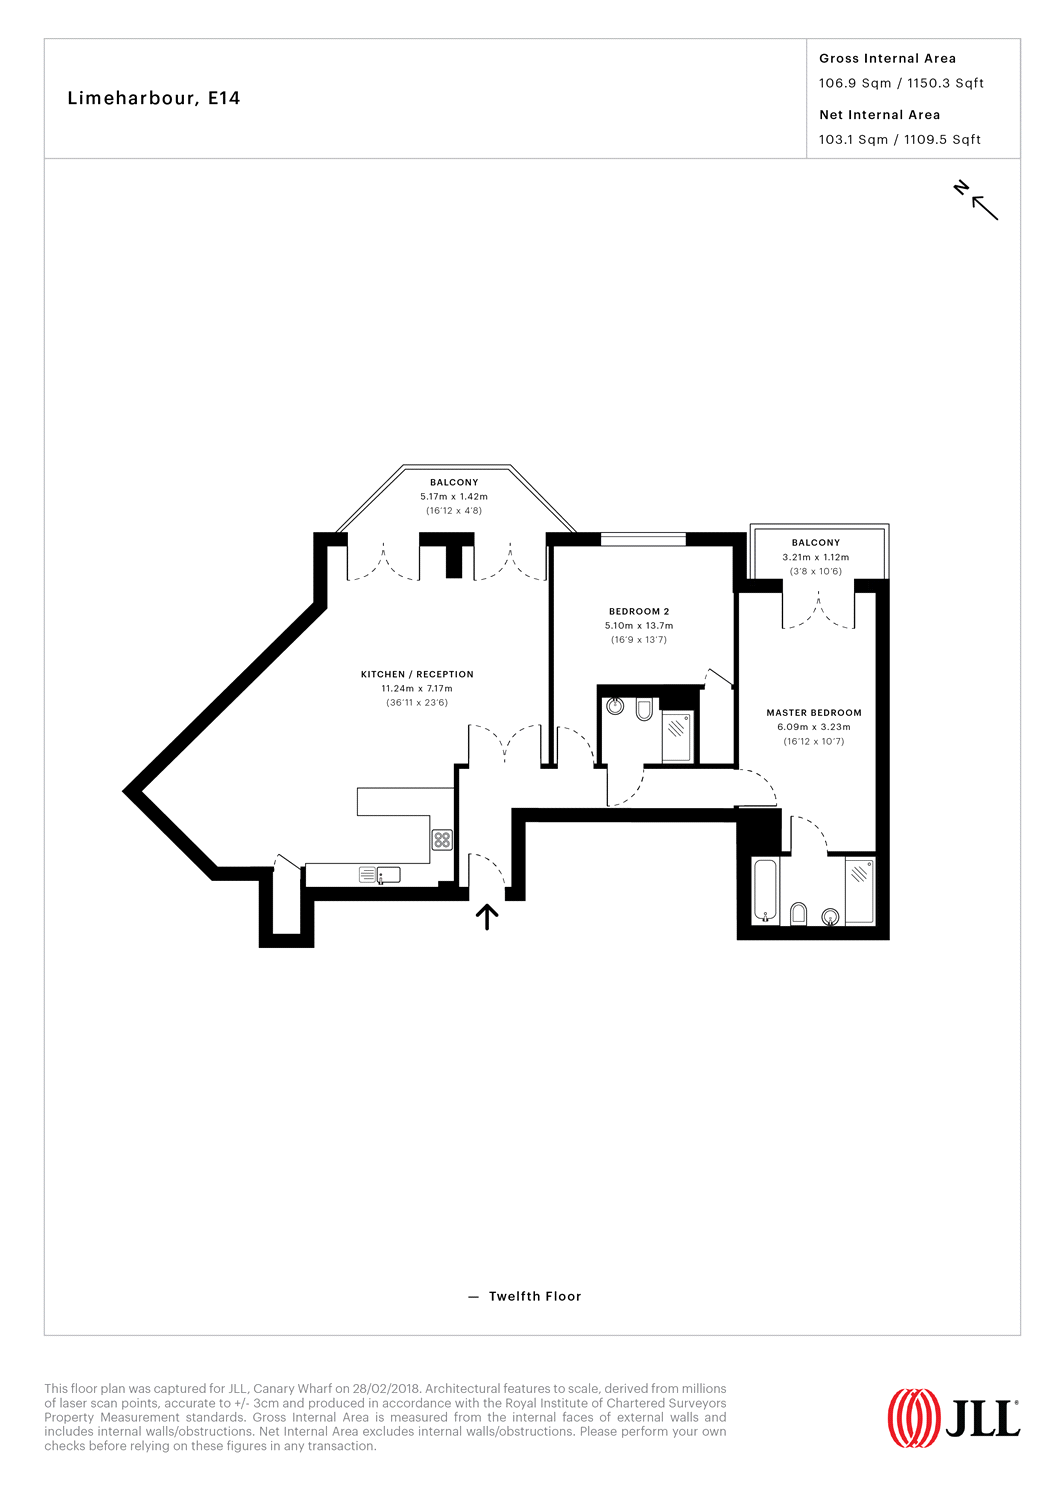 Limeharbour, E14
Gross Internal Area
106.9 Sqm / 1150.3 Sqft
Net Internal Area
103.1 Sqm / 1109.5 Sqft
N
BALCONY
5.17m x 1.42m
(16'12 x 4'8)
BALCONY
3.21m x 1.12m
(3'8 x 10'6)
BEDROOM 2
5.10m x 13.7m
(16'9 x 13'7)
KITCHEN / RECEPTION
11.24m x 7.17m
(36'11 x 23'6)
MASTER BEDROOM
6.09m x 3.23m
(16'12 x 10'7)
— Twelfth Floor
This floor plan was captured for JLL, Canary Wharf on 28/02/2018. Architectural features to scale, derived from millions
of laser scan points, accurate to +/- 3cm and produced in accordance with the Royal Institute of Chartered Surveyors
Property Measurement standards. Gross Internal Area is measured from the internal faces of external walls and
includes internal walls/obstructions. Net Internal Area excludes internal walls/obstructions. Please perform your own
checks before relying on these figures in any transaction.
JLL®